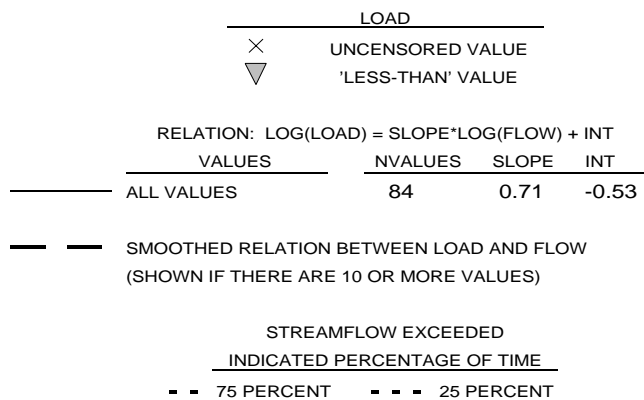 LOAD
UNCENSORED VALUE
'LESS-THAN' VALUE
RELATION: LOG(LOAD) = SLOPE*LOG(FLOW) + INT
VALUES NVALUES SLOPE INT
ALL VALUES 84 0.71 -0.53
SMOOTHED RELATION BETWEEN LOAD AND FLOW
(SHOWN IF THERE ARE 10 OR MORE VALUES)
STREAMFLOW EXCEEDED
INDICATED PERCENTAGE OF TIME
75 PERCENT 25 PERCENT